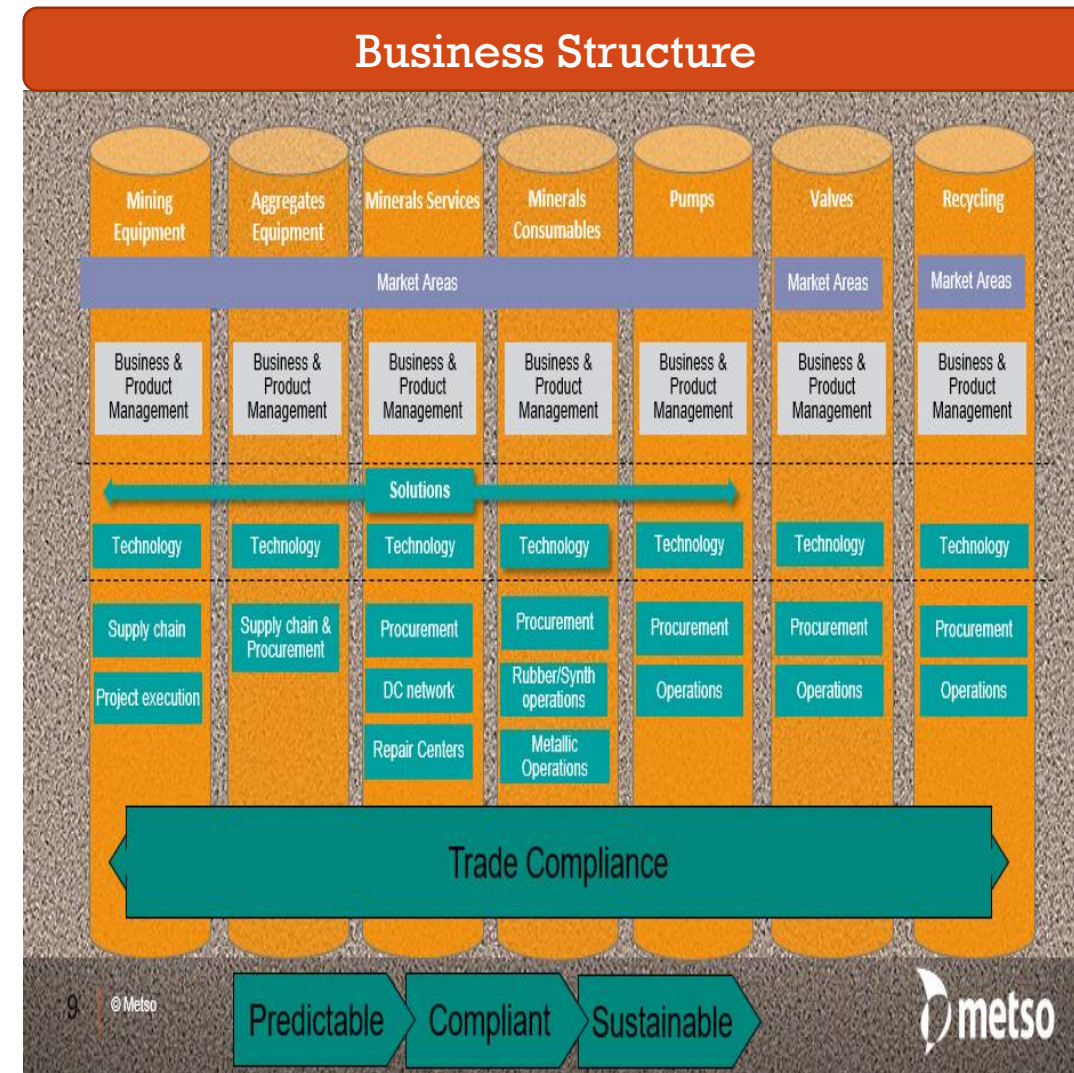 Business Structure
Mining
Equipment
Aggregates
Equipment
Minerals Services
Minerals
Consumables
Pumps
Valves
Recycling
Market Areas
Market Areas
Market Areas
Business &
Product
Management
Business &
Product
Management
Business &
Product
Management
Business &
Product
Management
Business &
Product
Management
Business &
Product
Management
Business &
Product
Management
Solutions
Technology
Technology
Technology
Technology
Technology
Technology
Technology
Supply chain
Supply chain &
Procurement
Procurement
Procurement
Procurement
Procurement
Procurement
Project execution
DC network
Rubber/Synth
operations
Operations
Operations
Operations
Repair Centers
Metallic
Operations
Trade Compliance
9
© Metso
Predictable
Compliant
Sustainable
metso